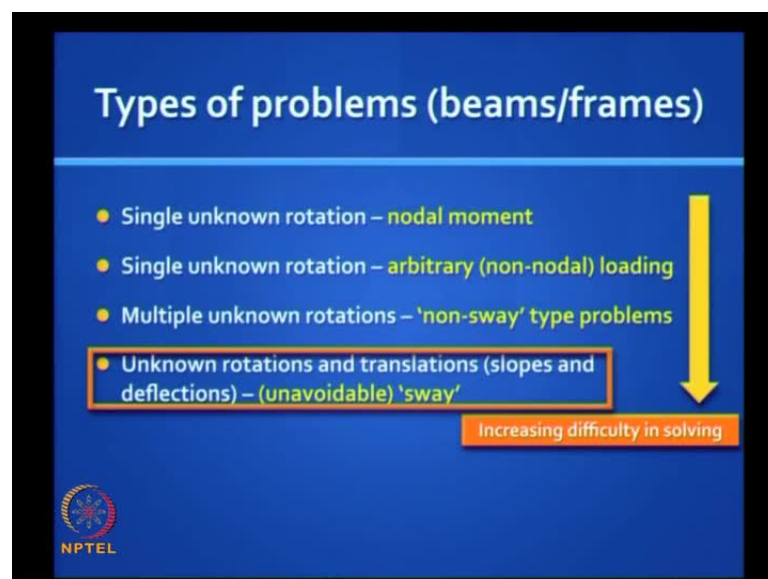 Types of problems (beams/frames)
Single unknown rotation – nodal moment
Single unknown rotation – arbitrary (non-nodal) loading
Multiple unknown rotations – ‘non-sway’ type problems
Unknown rotations and translations (slopes and
deflections) – (unavoidable) ‘sway’
Increasing difficulty in solving
NPTEL